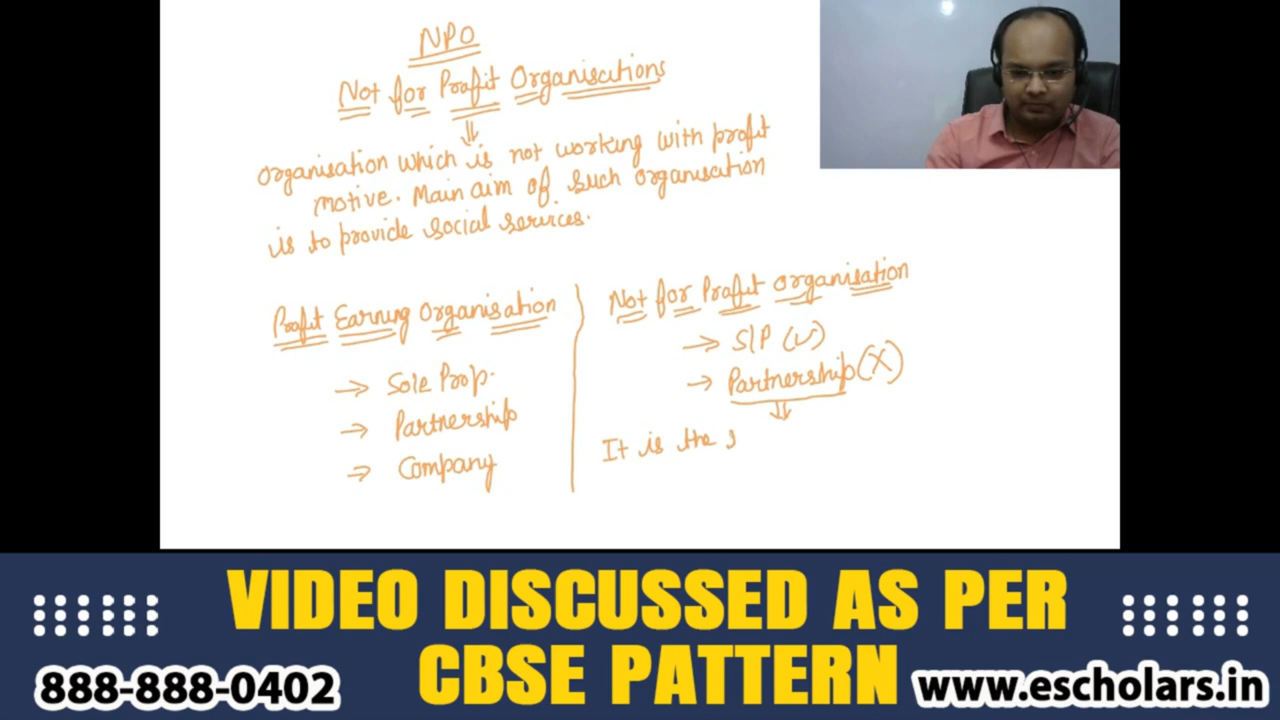 NPO
Not for Profit Organisations
⇓
Organisation which is not working with profit
motive. Main aim of such organisation
is to provide social services.
Profit Earning Organisation
→ Sole Prop.
→ Partnership
→ Company
Not for Profit Organisation
→ S/P (✓)
→ Partnership (X)
⇓
It is the
VIDEO DISCUSSED AS PER
CBSE PATTERN
888-888-0402
www.escholars.in